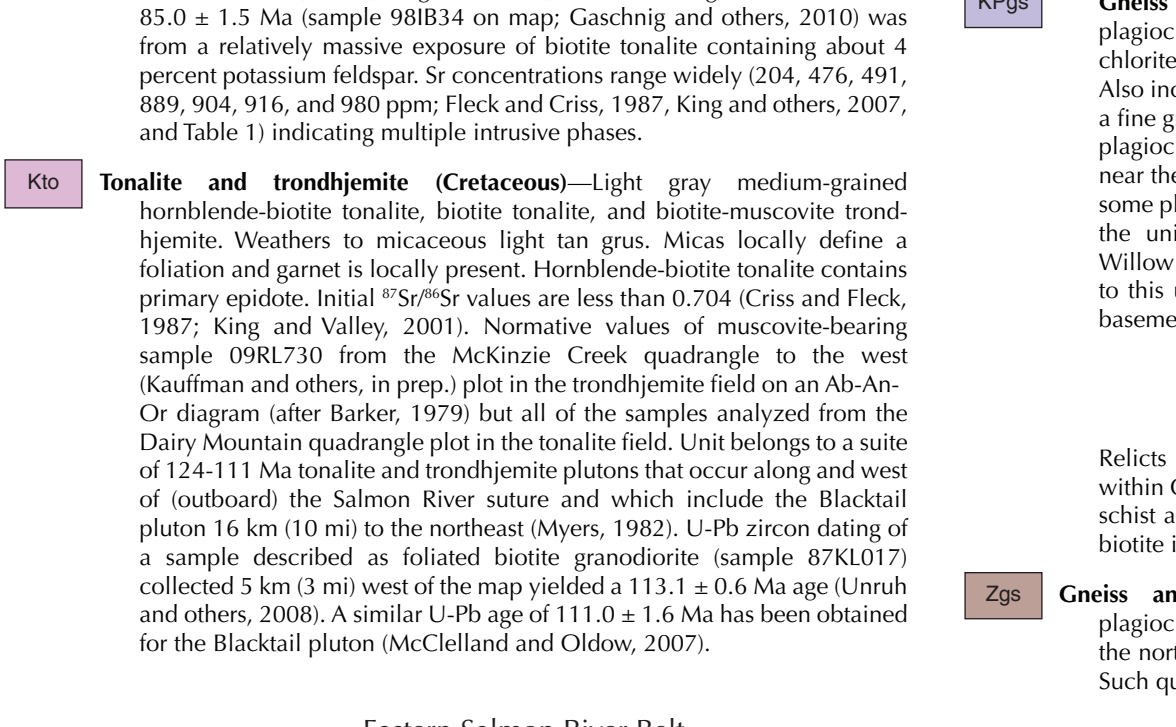 85.0 ± 1.5 Ma (sample 98IB34 on map; Gaschnig and others, 2010) was
from a relatively massive exposure of biotite tonalite containing about 4
percent potassium feldspar. Sr concentrations range widely (204, 476, 491,
889, 904, 916, and 980 ppm; Fleck and Criss, 1987, King and others, 2007,
and Table 1) indicating multiple intrusive phases.
Kto
Tonalite and trondhjemite (Cretaceous)—Light gray medium-grained
hornblende-biotite tonalite, biotite tonalite, and biotite-muscovite trond-
hjemite. Weathers to micaceous light tan grus. Micas locally define a
foliation and garnet is locally present. Hornblende-biotite tonalite contains
primary epidote. Initial ⁸⁷Sr/⁸⁶Sr values are less than 0.704 (Criss and Fleck,
1987; King and Valley, 2001). Normative values of muscovite-bearing
sample 09RL730 from the McKinzie Creek quadrangle to the west
(Kauffman and others, in prep.) plot in the trondhjemite field on an Ab-An-
Or diagram (after Barker, 1979) but all of the samples analyzed from the
Dairy Mountain quadrangle plot in the tonalite field. Unit belongs to a suite
of 124-111 Ma tonalite and trondhjemite plutons that occur along and west
of (outboard) the Salmon River suture and which include the Blacktail
pluton 16 km (10 mi) to the northeast (Myers, 1982). U-Pb zircon dating of
a sample described as foliated biotite granodiorite (sample 87KL017)
collected 5 km (3 mi) west of the map yielded a 113.1 ± 0.6 Ma age (Unruh
and others, 2008). A similar U-Pb age of 111.0 ± 1.6 Ma has been obtained
for the Blacktail pluton (McClelland and Oldow, 2007).
Eastern Salmon River Belt
KPgs
Gneiss
plagioc
chlorite
Also inc
a fine g
plagioc
near the
some pl
the uni
Willow
to this
baseme
Relicts
within
schist a
biotite i
Zgs
Gneiss an
plagioc
the nort
Such qu